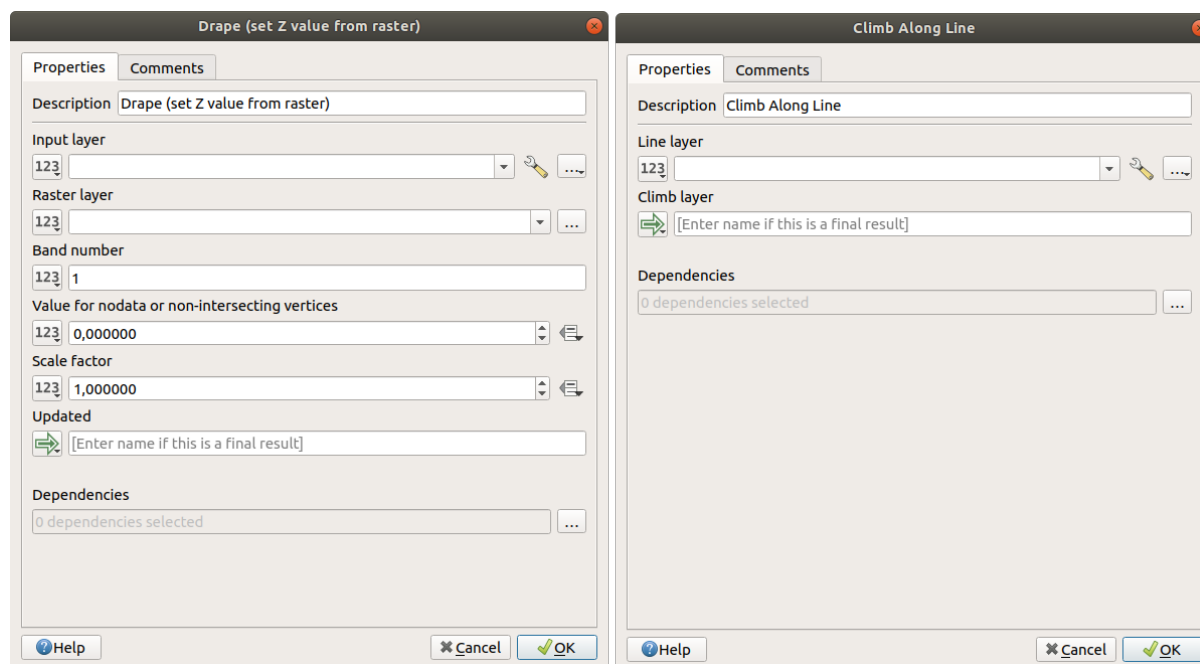 Drape (set Z value from raster)
Properties
Comments
Description
Drape (set Z value from raster)
Input layer
123
...
Raster layer
123
...
Band number
123
1
Value for nodata or non-intersecting vertices
123
0,000000
Scale factor
123
1,000000
Updated
[Enter name if this is a final result]
Dependencies
0 dependencies selected
...
Help
Cancel
OK
Climb Along Line
Properties
Comments
Description
Climb Along Line
Line layer
123
...
Climb layer
[Enter name if this is a final result]
Dependencies
0 dependencies selected
...
Help
Cancel
OK